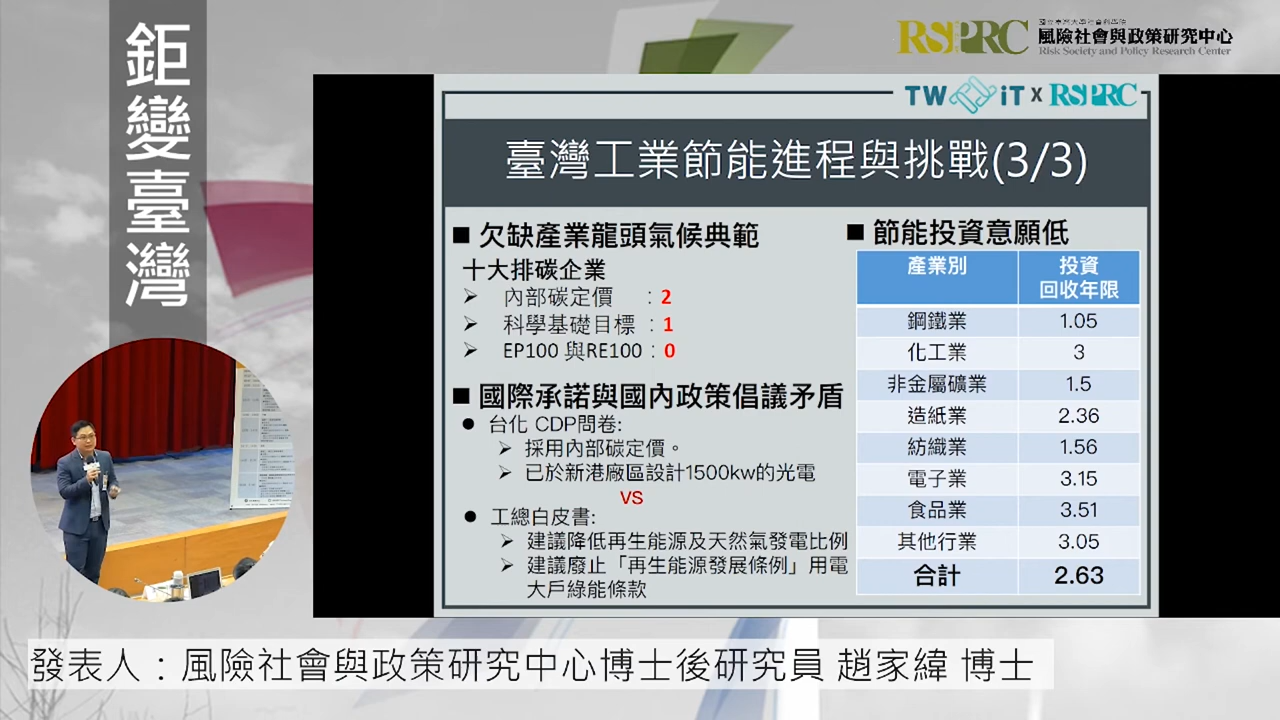 鉅變臺灣
RSPRC
國立臺灣大學社會科學院
風險社會與政策研究中心
Risk Society and Policy Research Center
TW iT x RSPRC
臺灣工業節能進程與挑戰(3/3)
■ 欠缺產業龍頭氣候典範
十大排碳企業
➢ 內部碳定價 : 2
➢ 科學基礎目標 : 1
➢ EP100 與RE100 : 0
■ 國際承諾與國內政策倡議矛盾
● 台化 CDP問卷:
➢ 採用內部碳定價。
➢ 已於新港廠區設計1500kw的光電
VS
● 工總白皮書:
➢ 建議降低再生能源及天然氣發電比例
➢ 建議廢止「再生能源發展條例」用電
大戶綠能條款
■ 節能投資意願低
產業別 投資
回收年限
鋼鐵業 1.05
化工業 3
非金屬礦業 1.5
造紙業 2.36
紡織業 1.56
電子業 3.15
食品業 3.51
其他行業 3.05
合計 2.63
發表人：風險社會與政策研究中心博士後研究員 趙家緯 博士